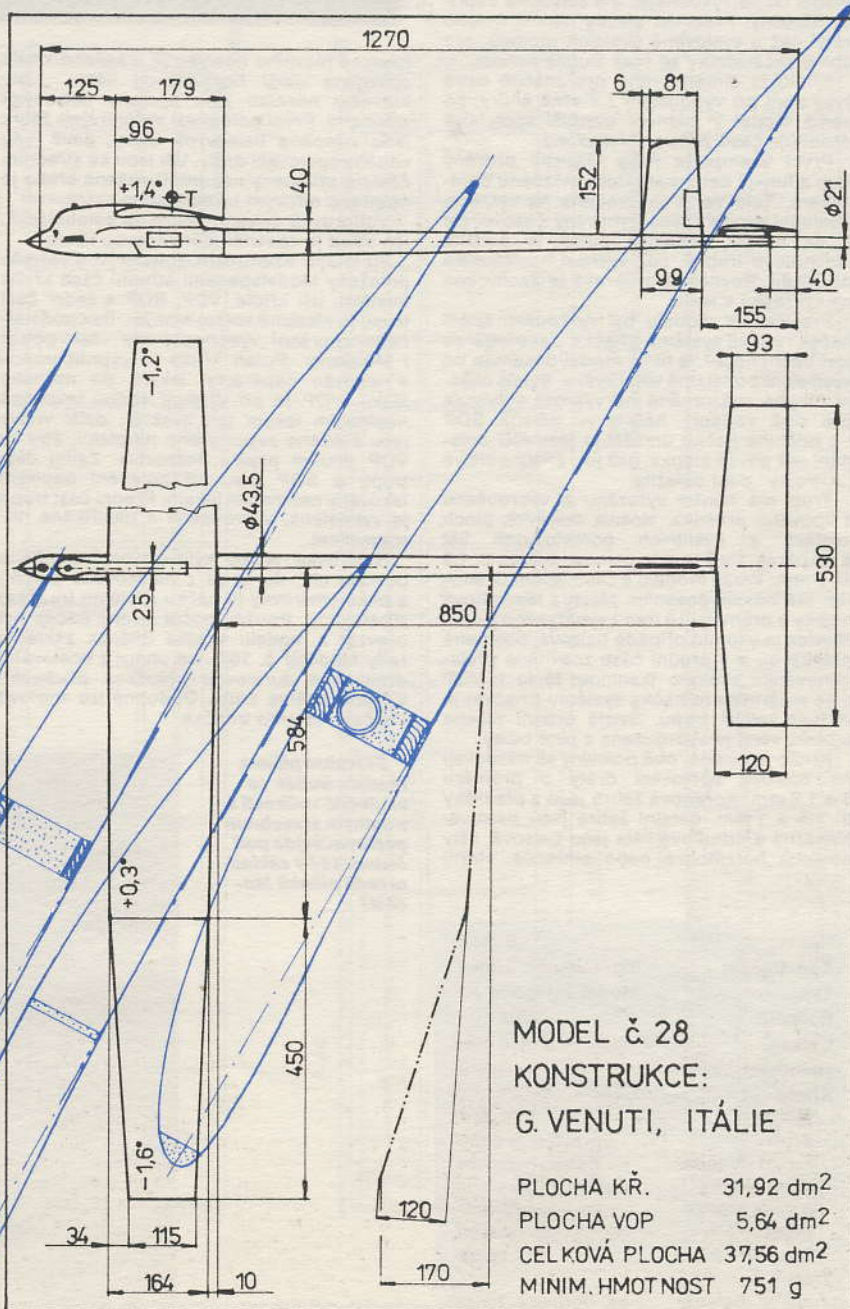 1270
125 179
6 81
96
+1,4° T
40
152
ø21
99
40
155
93
-1,2°
ø43,5
25
530
850
584
120
+0,3°
450
-1,6°
34 115
164 10
120
170
MODEL č. 28
KONSTRUKCE:
G. VENUTI, ITÁLIE
PLOCHA KŘ. 31,92 dm²
PLOCHA VOP 5,64 dm²
CELKOVÁ PLOCHA 37,56 dm²
MINIM. HMOTNOST 751 g